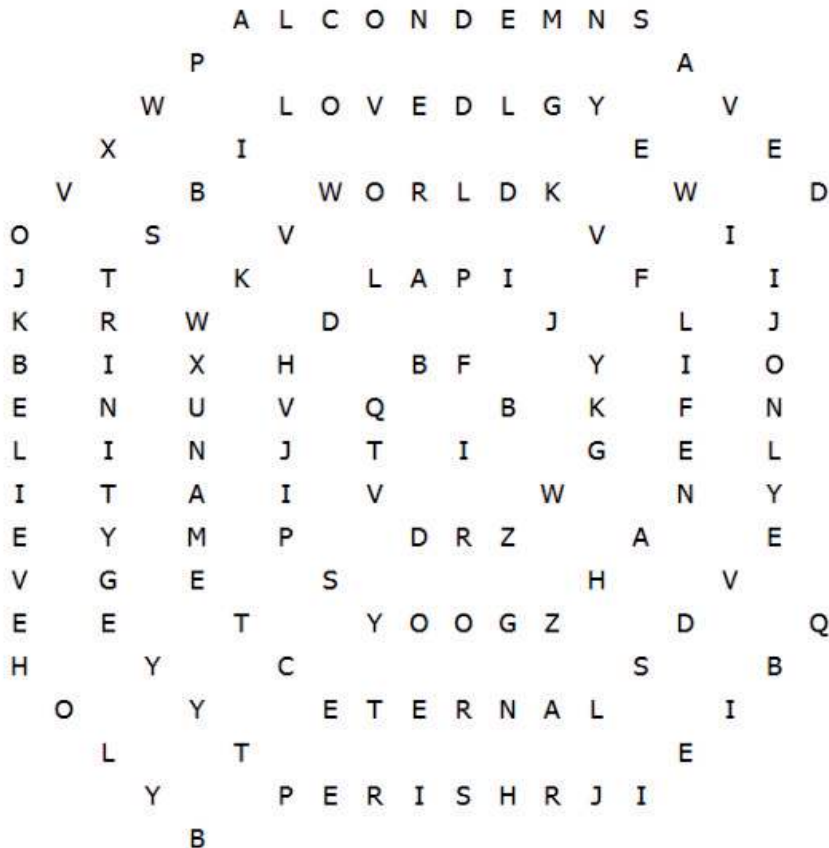 A L C O N D E M N S
P A
W L O V E D L G Y V
X I E E
V B W O R L D K W D
O S V V I
J T K L A P I F I
K R W D J L J
B I X H B F Y I O
E N U V Q B K F N
L I N J T I G E L
I T A I V W N Y
E Y M P D R Z A E
V G E S H V
E E T Y O O G Z D Q
H Y C S B
O Y E T E R N A L I
L T E
Y P E R I S H R J I
B